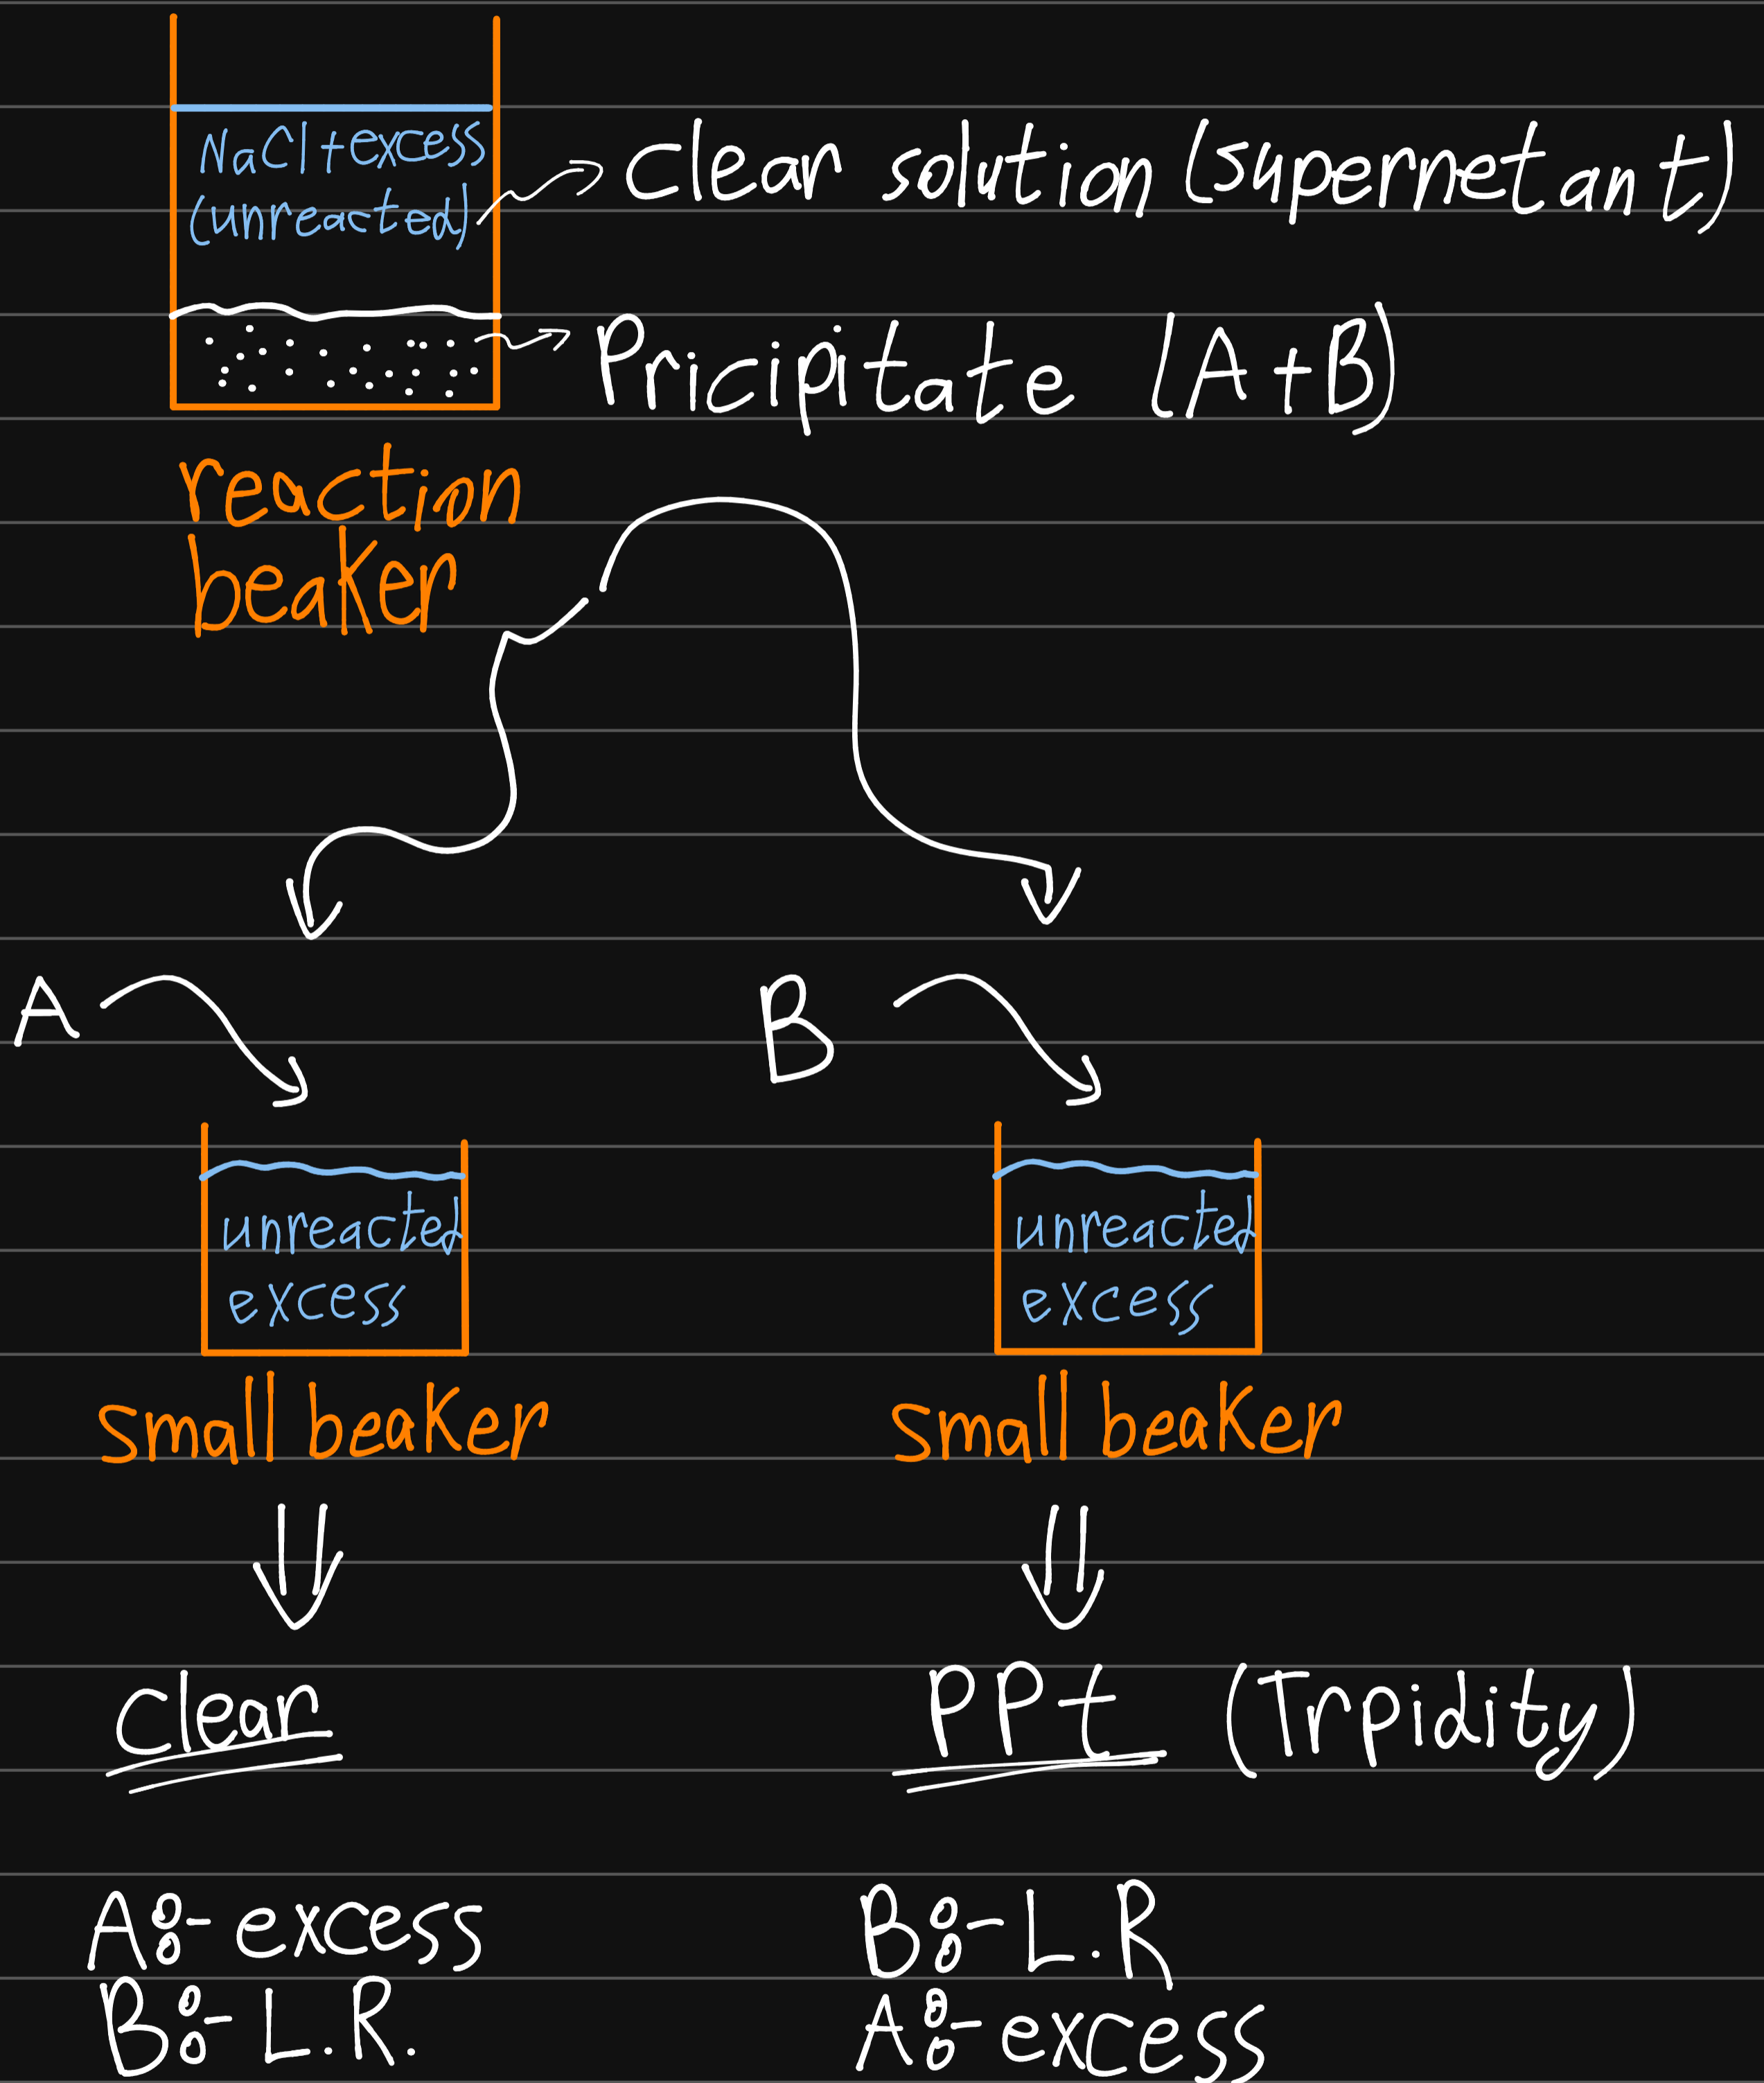 NaCl+excess
(unreacted)
Clear solution (supernetant)
Pricipitate (A+B)
reaction
beaker
A
B
unreacted
excess
unreacted
excess
small beaker
small beaker
Clear
PPt (Trpidity)
A:- excess
B:- L.R.
B:- L.R
A:- excess